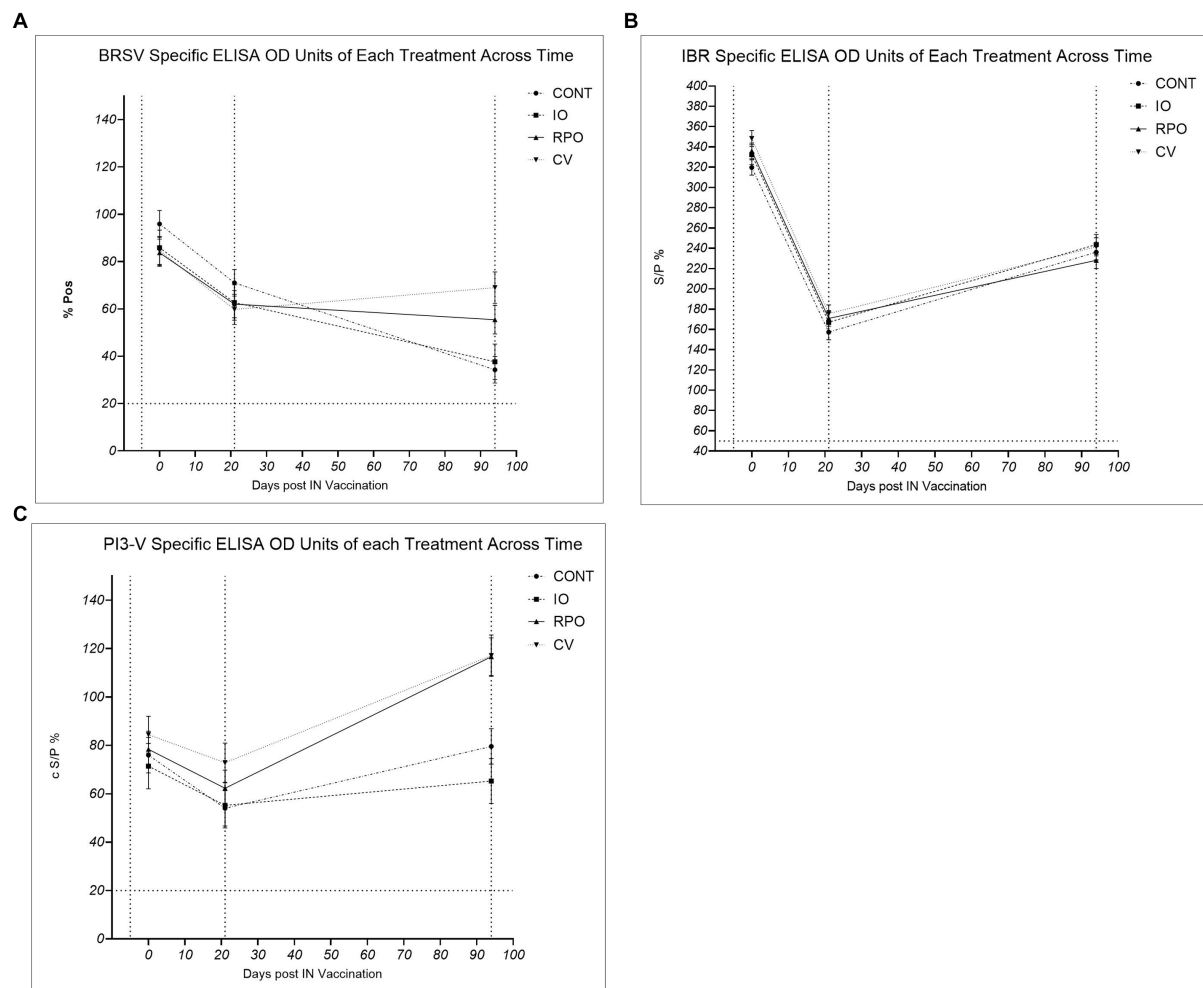 A
BRSV Specific ELISA OD Units of Each Treatment Across Time
CONT
IO
RPO
CV
140
120
100
80
60
40
20
0
% Pos
0 10 20 30 40 50 60 70 80 90 100
Days post IN Vaccination
B
IBR Specific ELISA OD Units of Each Treatment Across Time
CONT
IO
RPO
CV
400
380
360
340
320
300
280
260
240
220
200
180
160
140
120
100
80
60
40
S/P %
0 10 20 30 40 50 60 70 80 90 100
Days post IN Vaccination
C
PI3-V Specific ELISA OD Units of each Treatment Across Time
CONT
IO
RPO
CV
140
120
100
80
60
40
20
0
c S/P %
0 10 20 30 40 50 60 70 80 90 100
Days post IN Vaccination